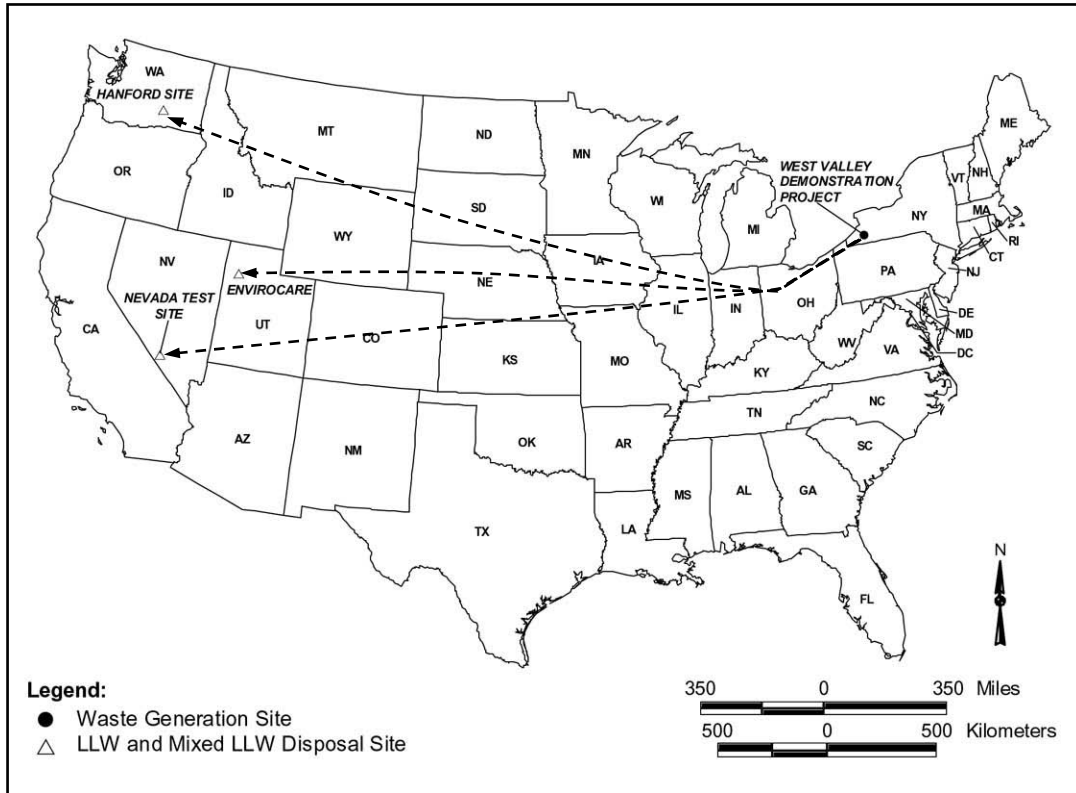 WA
HANFORD SITE
MT
ND
MN
ME
OR
ID
SD
WI
WEST VALLEY
DEMONSTRATION
PROJECT
VT
NH
WY
MI
NY
MA
RI
CT
NV
IA
NE
PA
NJ
ENVIROCARE
NEVADA TEST
SITE
CA
UT
CO
IL
IN
OH
DE
MD
DC
WV
VA
KS
MO
KY
NC
TN
AZ
NM
OK
AR
SC
MS
AL
GA
TX
LA
FL
N
Legend:
Waste Generation Site
LLW and Mixed LLW Disposal Site
350 0 350 Miles
500 0 500 Kilometers